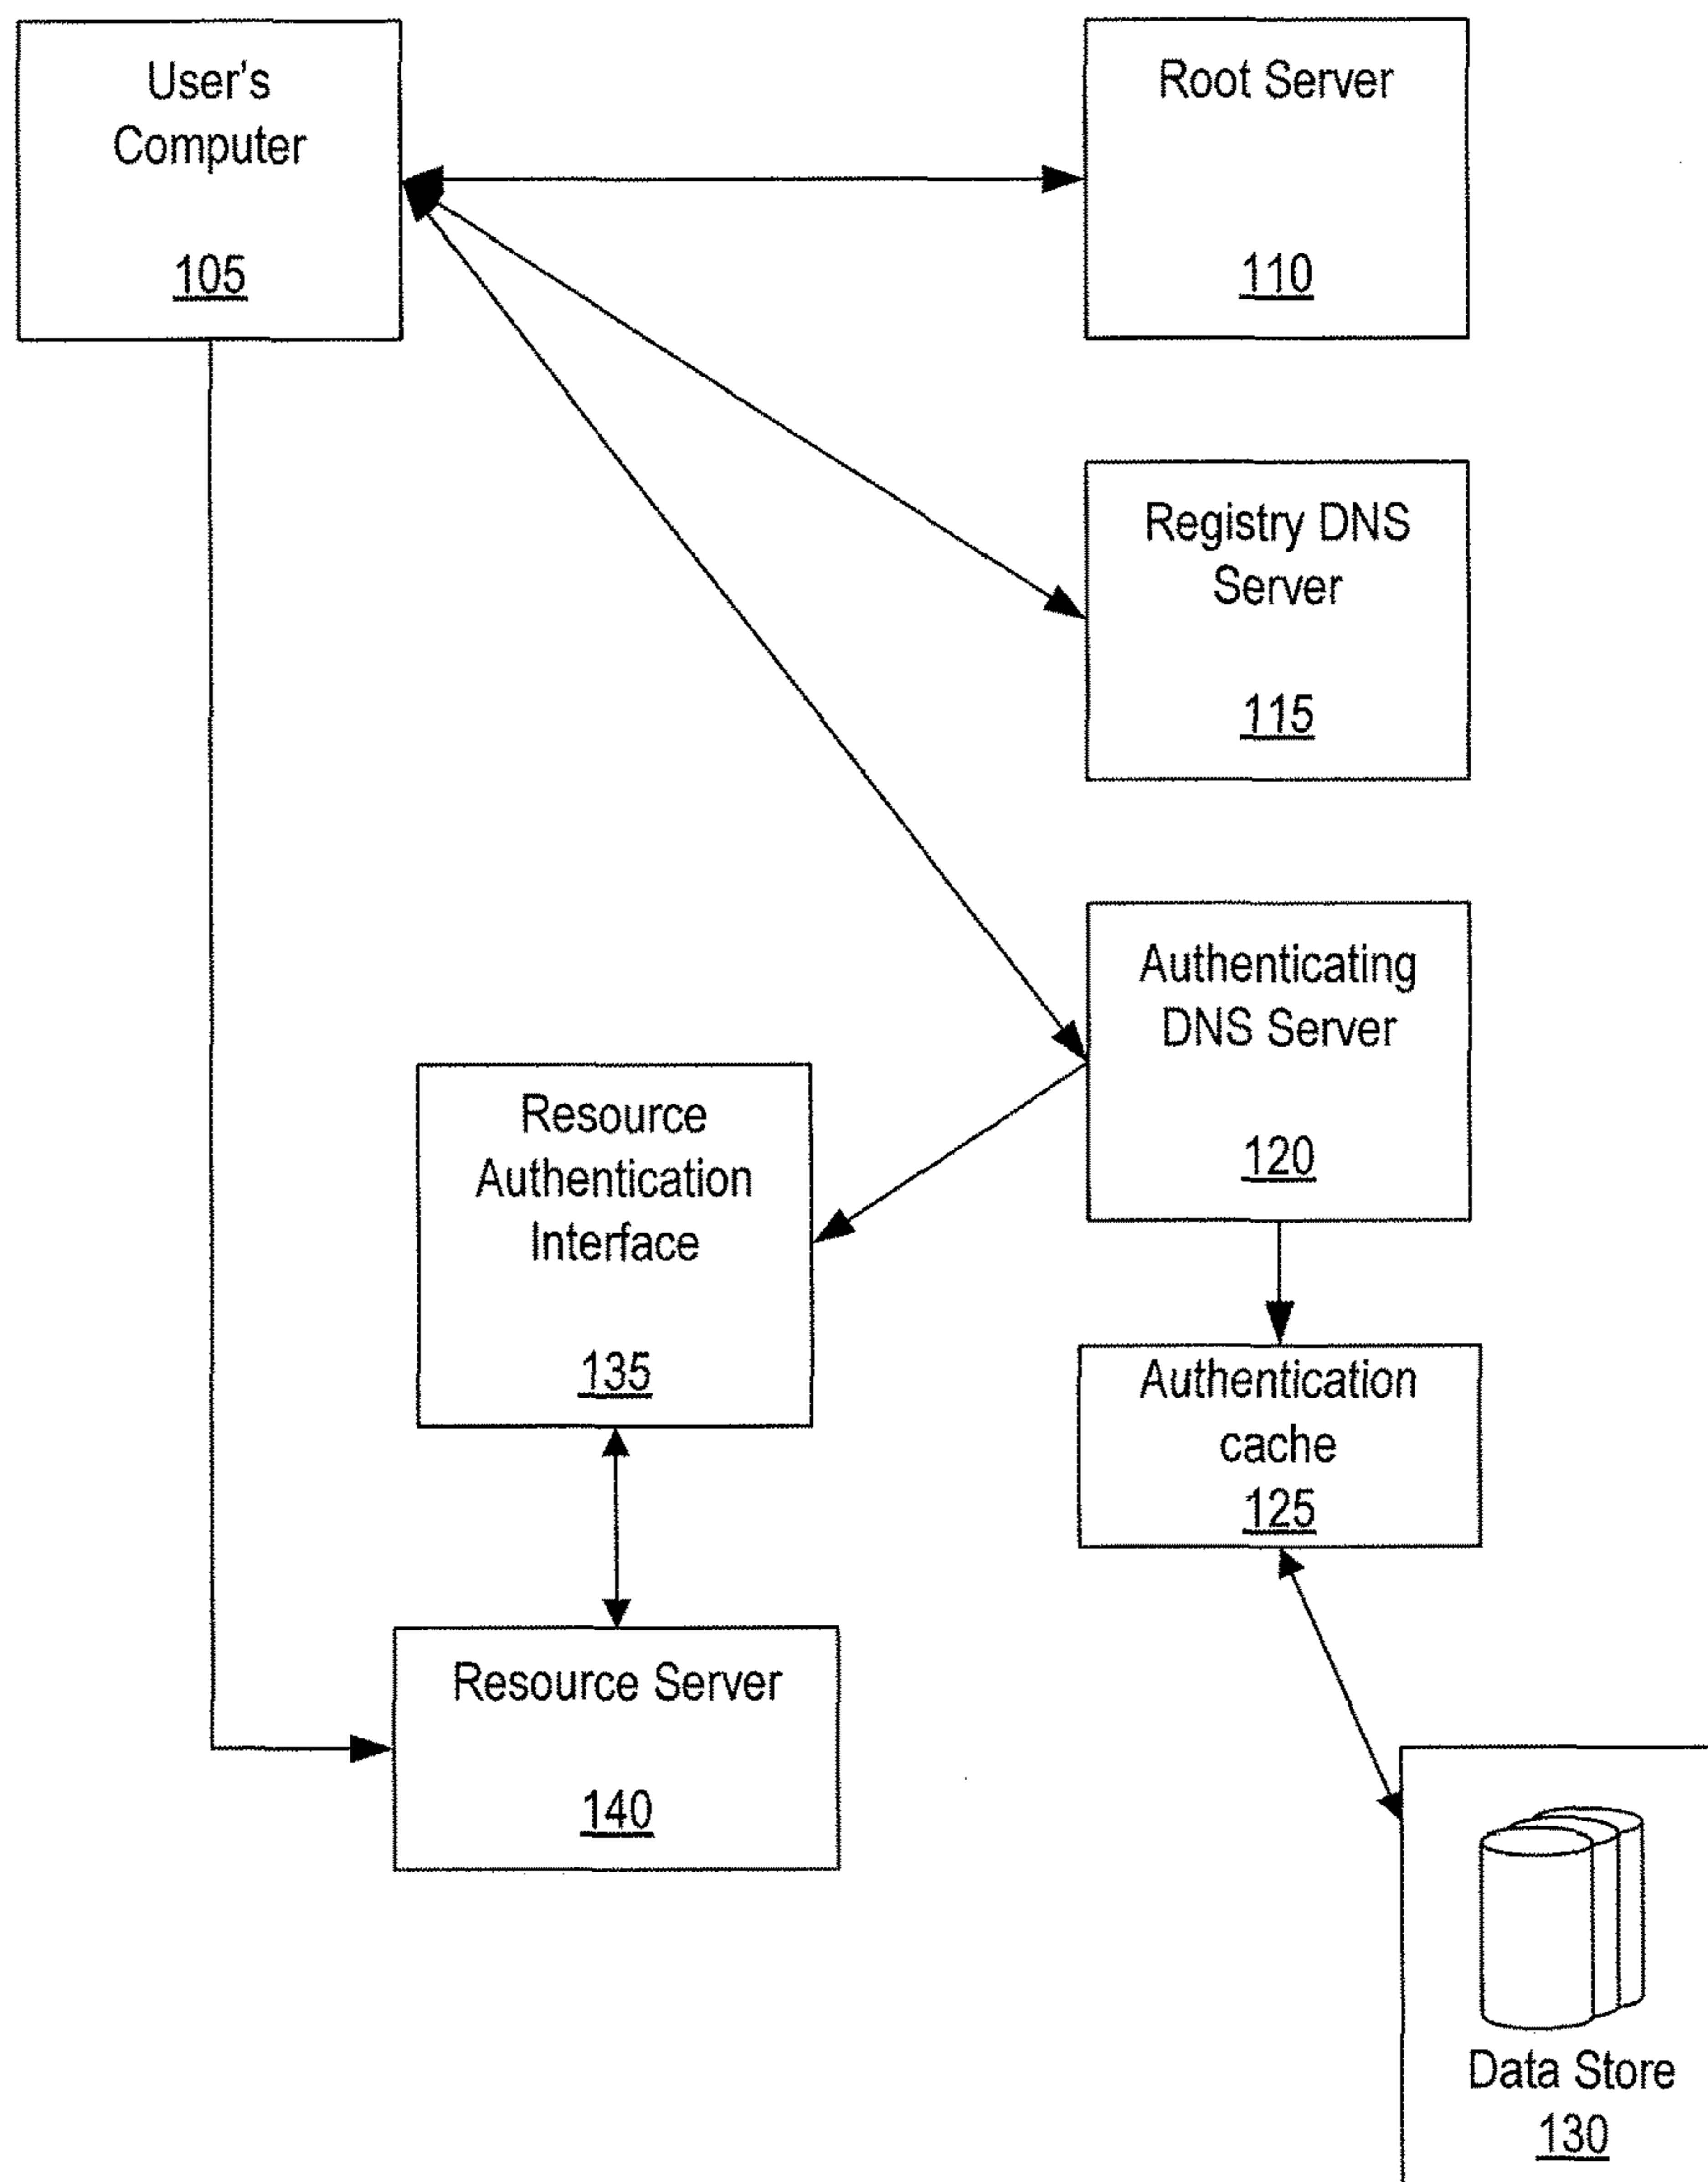 User's
Computer
105
Root Server
110
Registry DNS
Server
115
Authenticating
DNS Server
120
Resource
Authentication
Interface
135
Authentication
cache
125
Resource Server
140
Data Store
130